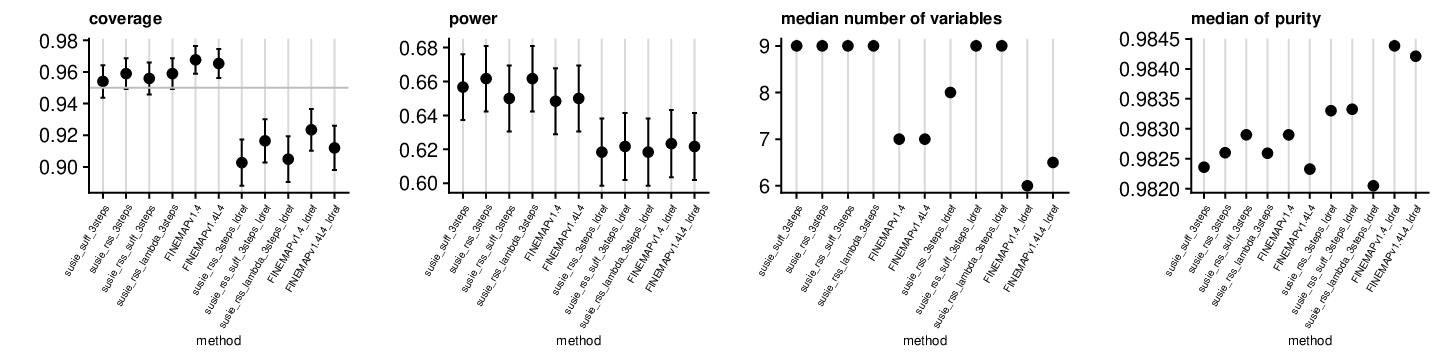 coverage
0.98
0.96
0.94
0.92
0.90
susie_suff_3steps
susie_rss_3steps
susie_rss_suff_3steps
susie_rss_lambda_3steps
FINEMAPv1.4
FINEMAPv1.4L4
susie_rss_3steps_ldref
susie_rss_suff_3steps_ldref
susie_rss_lambda_3steps_ldref
FINEMAPv1.4_ldref
FINEMAPv1.4L4_ldref
method
power
0.68
0.66
0.64
0.62
0.60
susie_suff_3steps
susie_rss_3steps
susie_rss_suff_3steps
susie_rss_lambda_3steps
FINEMAPv1.4
FINEMAPv1.4L4
susie_rss_3steps_ldref
susie_rss_suff_3steps_ldref
susie_rss_lambda_3steps_ldref
FINEMAPv1.4_ldref
FINEMAPv1.4L4_ldref
method
median number of variables
9
8
7
6
susie_suff_3steps
susie_rss_3steps
susie_rss_suff_3steps
susie_rss_lambda_3steps
FINEMAPv1.4
FINEMAPv1.4L4
susie_rss_3steps_ldref
susie_rss_suff_3steps_ldref
susie_rss_lambda_3steps_ldref
FINEMAPv1.4_ldref
FINEMAPv1.4L4_ldref
method
median of purity
0.9845
0.9840
0.9835
0.9830
0.9825
0.9820
susie_suff_3steps
susie_rss_3steps
susie_rss_suff_3steps
susie_rss_lambda_3steps
FINEMAPv1.4
FINEMAPv1.4L4
susie_rss_3steps_ldref
susie_rss_suff_3steps_ldref
susie_rss_lambda_3steps_ldref
FINEMAPv1.4_ldref
FINEMAPv1.4L4_ldref
method